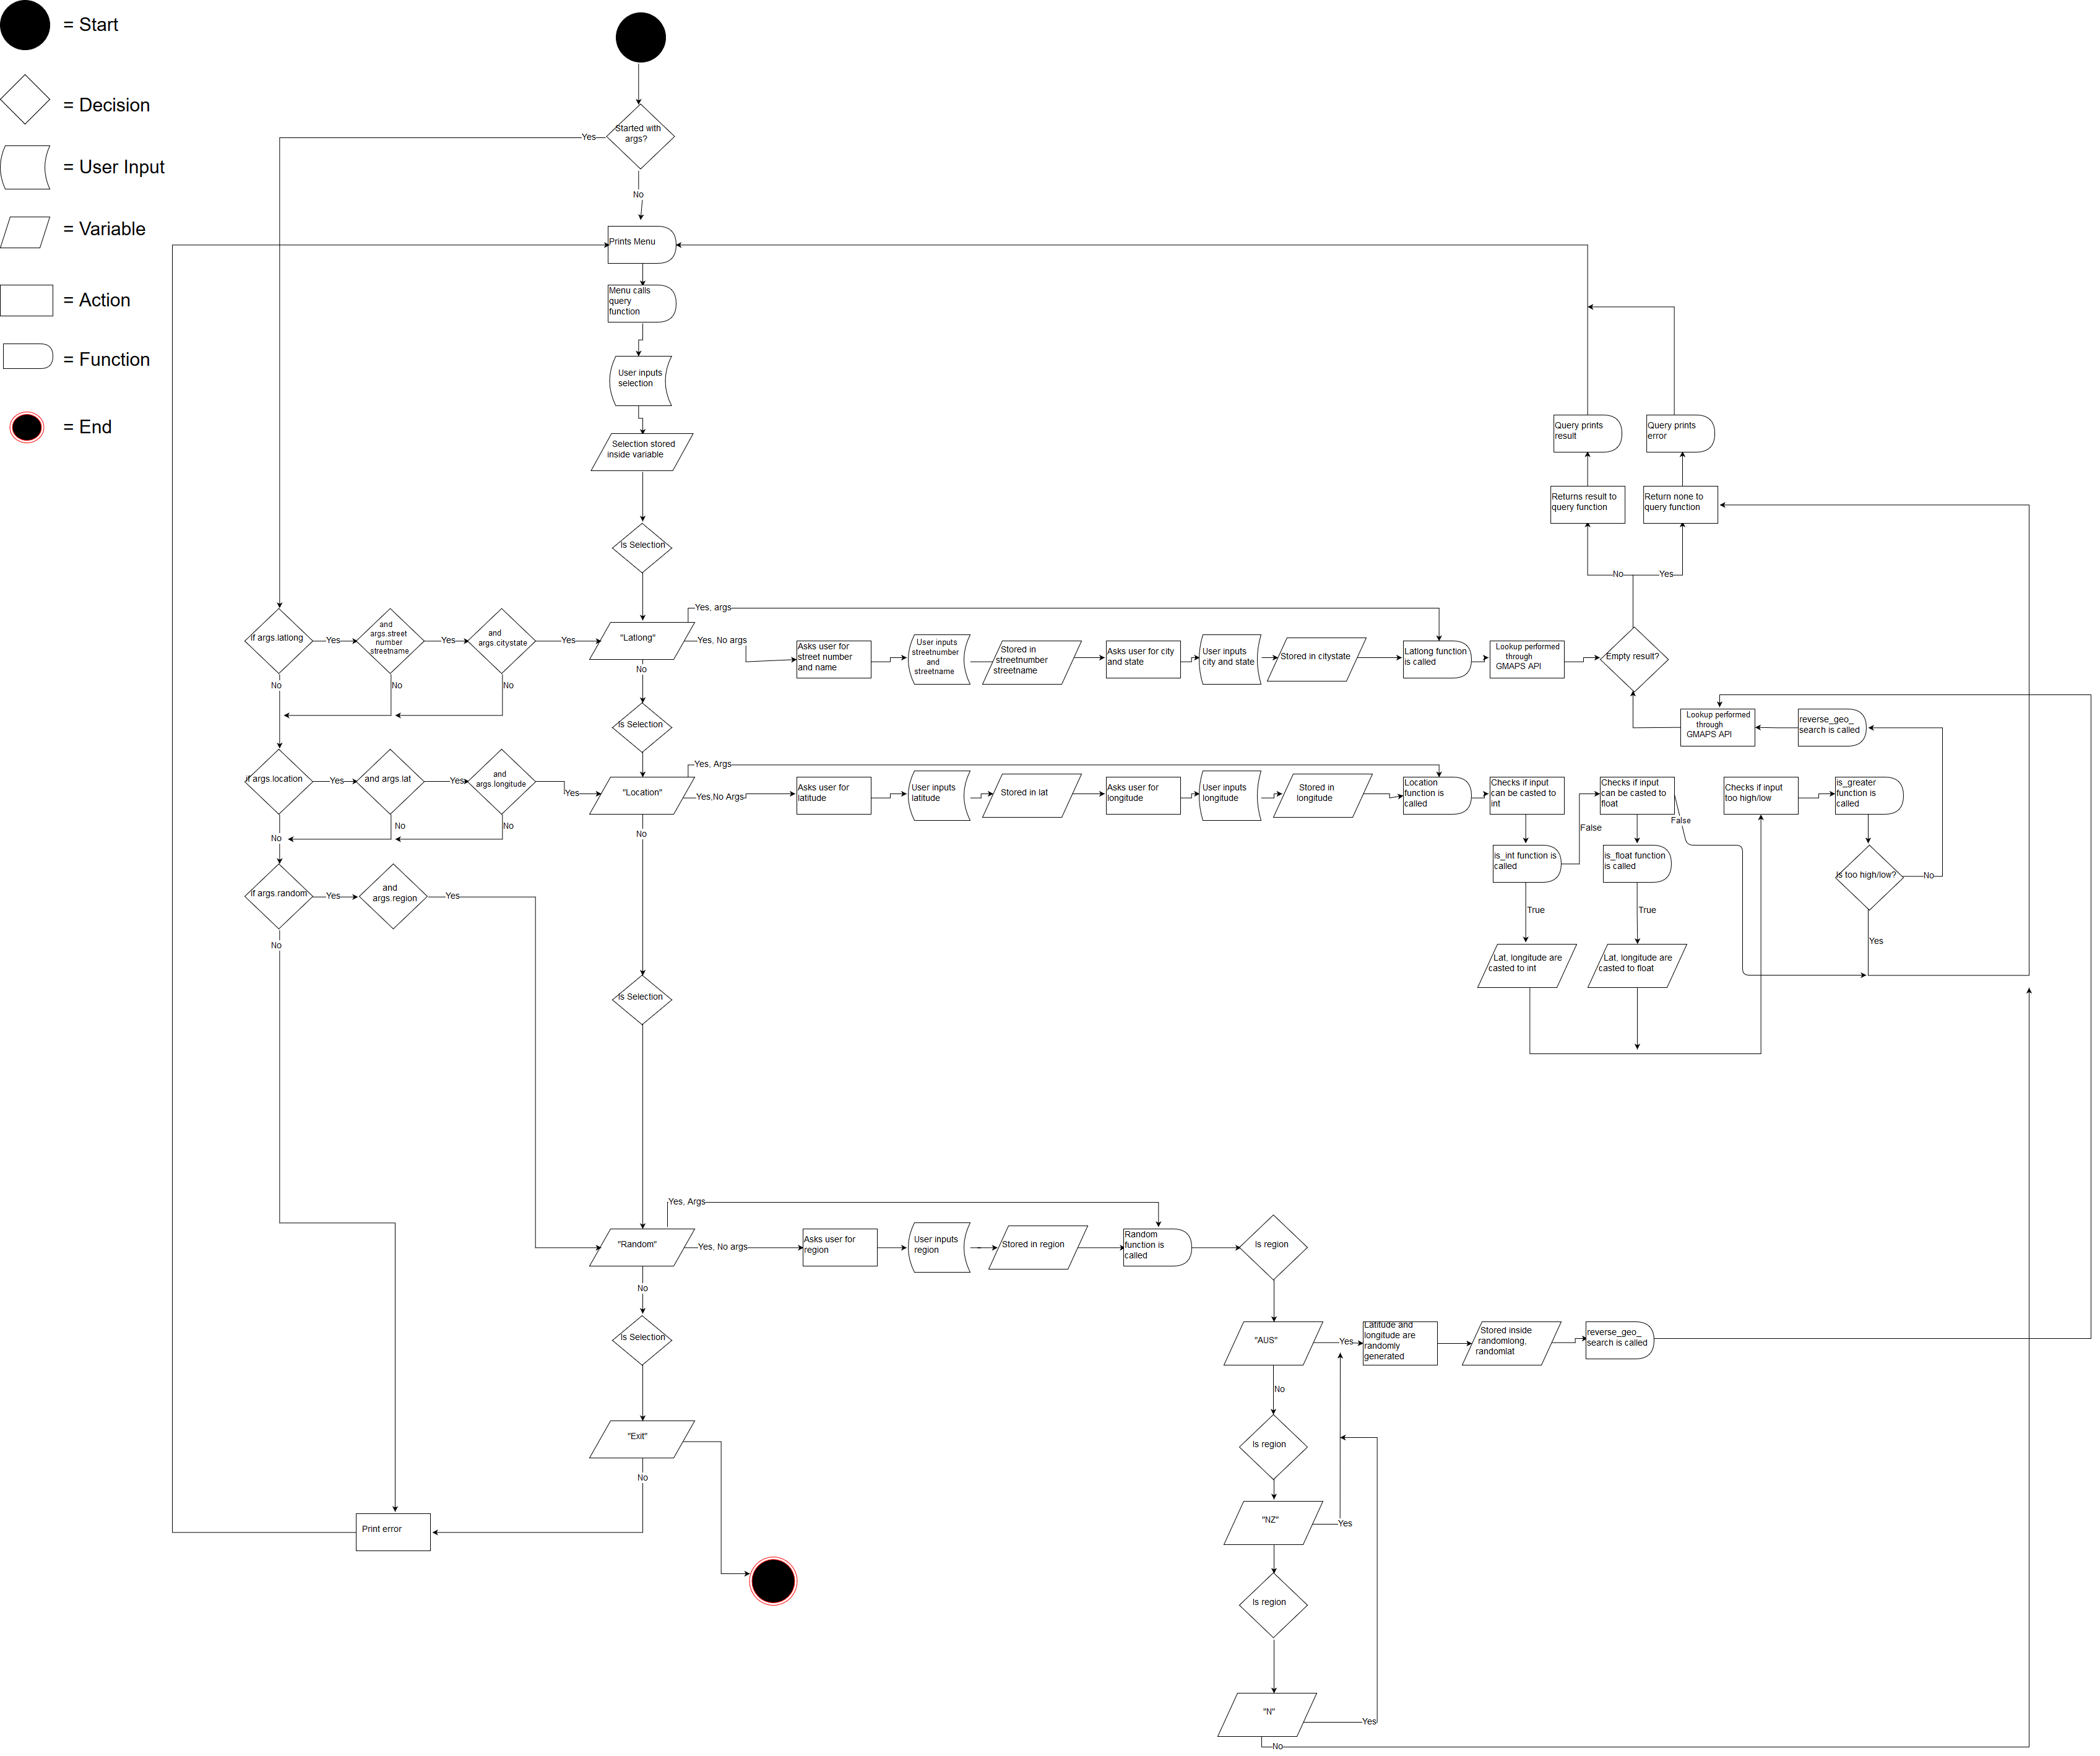 = Start
= Decision
= User Input
= Variable
= Action
= Function
= End
Started with
args?
Yes
No
Prints Menu
Menu calls
query
function
User inputs
selection
Selection stored
inside variable
Is Selection
Query prints
result
Query prints
error
Returns result to
query function
Return none to
query function
No
Yes
if args.latlong
Yes
and
args.street
number
streetname
Yes
and
args.citystate
Yes
No
No
No
"Latlong"
Yes, args
Yes, No args
No
Asks user for
street number
and name
User inputs
streetnumber
and
streetname
Stored in
streetnumber
streetname
Asks user for city
and state
User inputs
city and state
Stored in citystate
Latlong function
is called
Lookup performed
through
GMAPS API
Empty result?
Is Selection
Lookup performed
through
GMAPS API
reverse_geo_
search is called
if args.location
Yes
and args.lat
Yes
and
args.longitude
Yes
No
No
No
"Location"
Yes, Args
Yes,No Args
No
Asks user for
latitude
User inputs
latitude
Stored in lat
Asks user for
longitude
User inputs
longitude
Stored in
longitude
Location
function is
called
Checks if input
can be casted to
int
False
Checks if input
can be casted to
float
False
Checks if input
too high/low
is_greater
function is
called
is_int function is
called
is_float function
is called
Is too high/low?
No
Yes
True
True
Lat, longitude are
casted to int
Lat, longitude are
casted to float
if args.random
Yes
and
args.region
Yes
No
Is Selection
"Random"
Yes, Args
Yes, No args
No
Asks user for
region
User inputs
region
Stored in region
Random
function is
called
Is region
Is Selection
"AUS"
Yes
No
Latitude and
longitude are
randomly
generated
Stored inside
randomlong,
randomlat
reverse_geo_
search is called
"Exit"
No
Is region
Print error
"NZ"
Yes
Is region
"N"
Yes
No